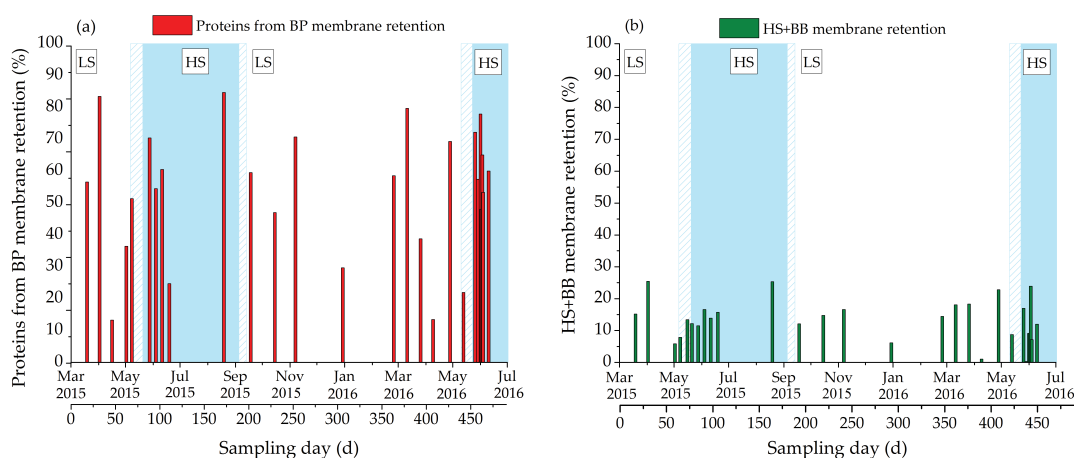 (a)
Proteins from BP membrane retention
LS
HS
LS
HS
Proteins from BP membrane retention (%)
100
90
80
70
60
50
40
30
20
10
0
Mar May Jul Sep Nov Jan Mar May Jul
2015 2015 2015 2015 2015 2016 2016 2016 2016
0 50 100 150 200 250 300 350 400 450
Sampling day (d)
(b)
HS+BB membrane retention
LS
HS
LS
HS
HS+BB membrane retention (%)
100
90
80
70
60
50
40
30
20
10
0
Mar May Jul Sep Nov Jan Mar May Jul
2015 2015 2015 2015 2015 2016 2016 2016 2016
0 50 100 150 200 250 300 350 400 450
Sampling day (d)